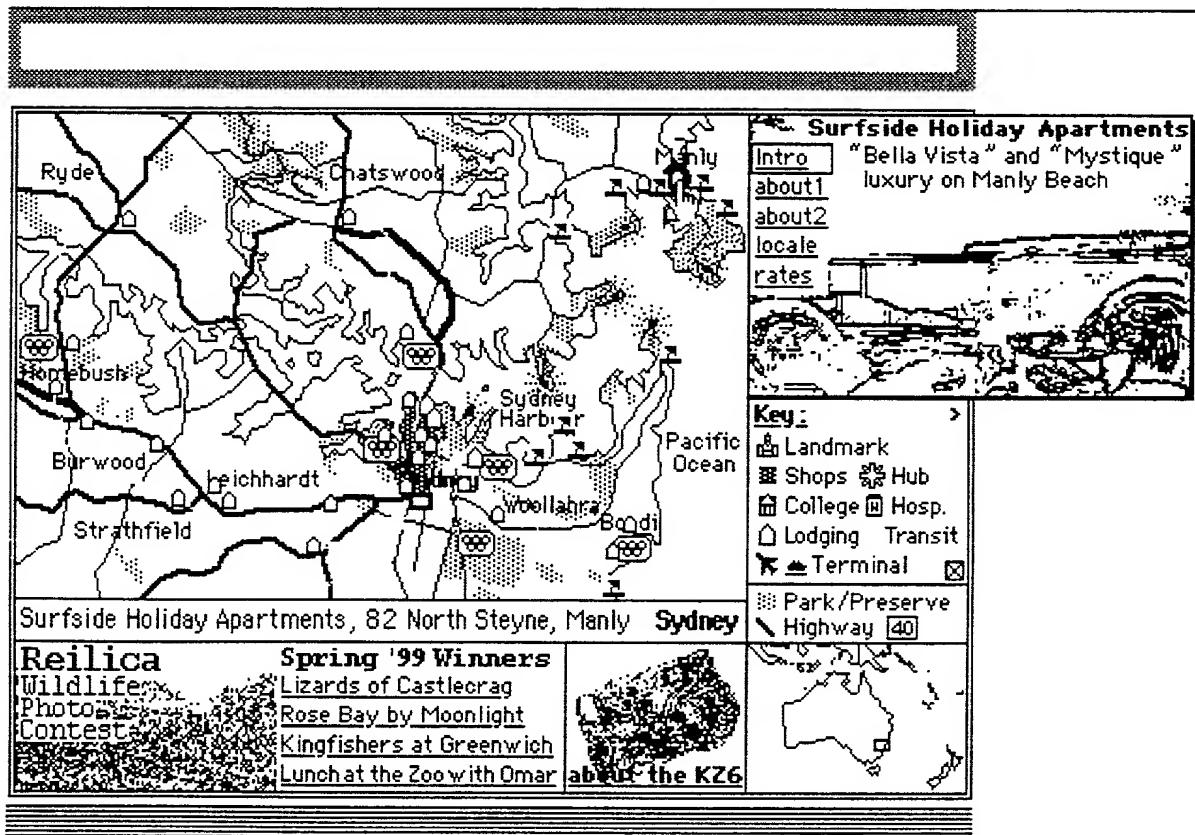 Ryde
Chatswood
Manly
Homebush
Sydney
Harbour
Pacific
Ocean
Burwood
Leichhardt
Sydney
Woollahra
Bondi
Strathfield
Surfside Holiday Apartments, 82 North Steyne, Manly Sydney
Surfside Holiday Apartments
Intro
about1
about2
locale
rates
"Bella Vista" and "Mystique"
luxury on Manly Beach
Key: >
Landmark
Shops Hub
College H Hosp.
Lodging Transit
Terminal
Park/Preserve
Highway 40
Reilica
Wildlife
Photo
Contest
Spring '99 Winners
Lizards of Castlecrag
Rose Bay by Moonlight
Kingfishers at Greenwich
Lunch at the Zoo with Omar
about the KZ6